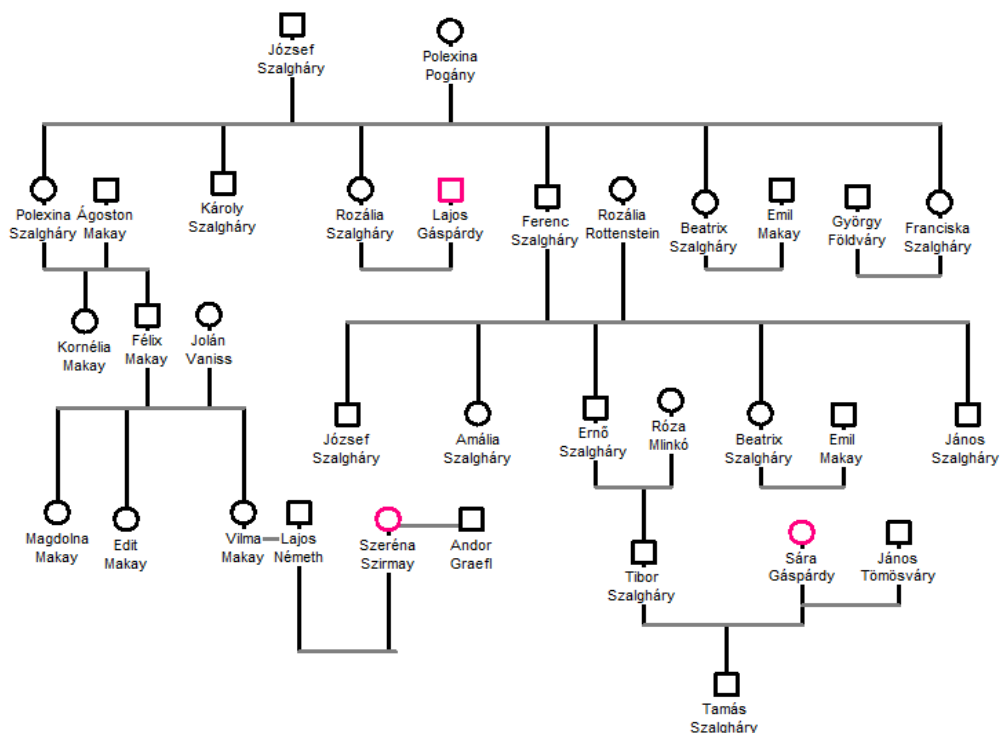 József
Szalgháry
Polexina
Pogány
Polexina
Szalgháry
Ágoston
Makay
Károly
Szalgháry
Rozália
Szalgháry
Lajos
Gáspárdy
Ferenc
Szalgháry
Rozália
Rottenstein
Beatrix
Szalgháry
Emil
Makay
György
Földváry
Franciska
Szalgháry
Kornélia
Makay
Félix
Makay
Jolán
Vaniss
József
Szalgháry
Amália
Szalgháry
Ernő
Szalgháry
Róza
Mlinkó
Beatrix
Szalgháry
Emil
Makay
János
Szalgháry
Magdolna
Makay
Edit
Makay
Vilma
Makay
Lajos
Németh
Szeréna
Szirmay
Andor
Graefl
Tibor
Szalgháry
Sára
Gáspárdy
János
Tömösváry
Tamás
Szalgháry